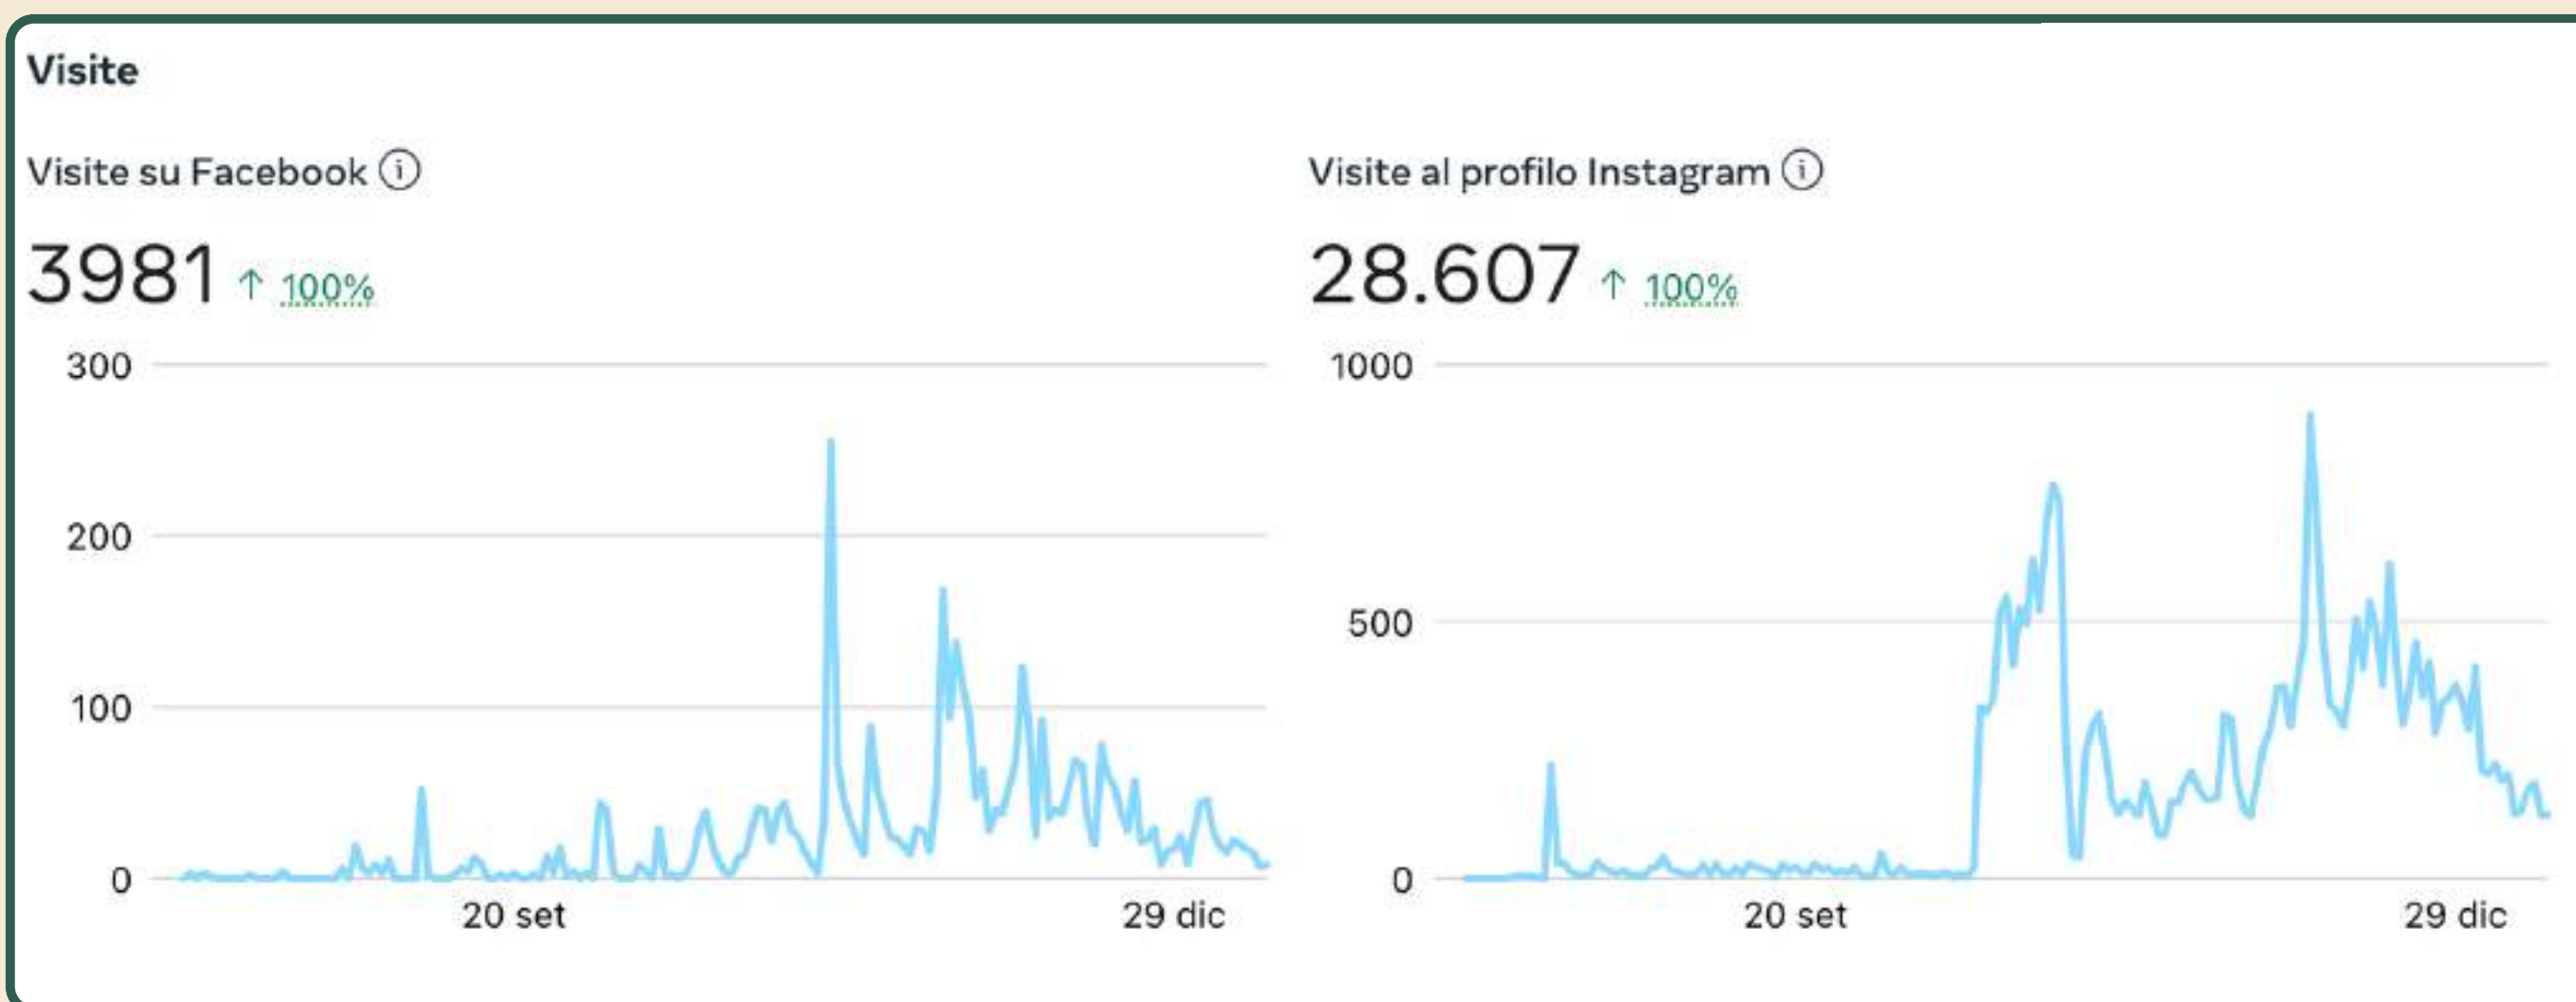 Visite
Visite su Facebook
3981 ↑ 100%
300
200
100
0
20 set
29 dic
Visite al profilo Instagram
28.607 ↑ 100%
1000
500
0
20 set
29 dic